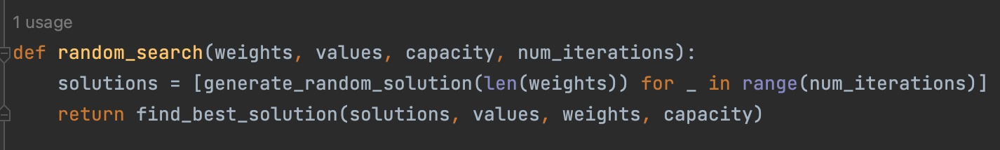 1 usage
def random_search(weights, values, capacity, num_iterations):
    solutions = [generate_random_solution(len(weights)) for _ in range(num_iterations)]
    return find_best_solution(solutions, values, weights, capacity)